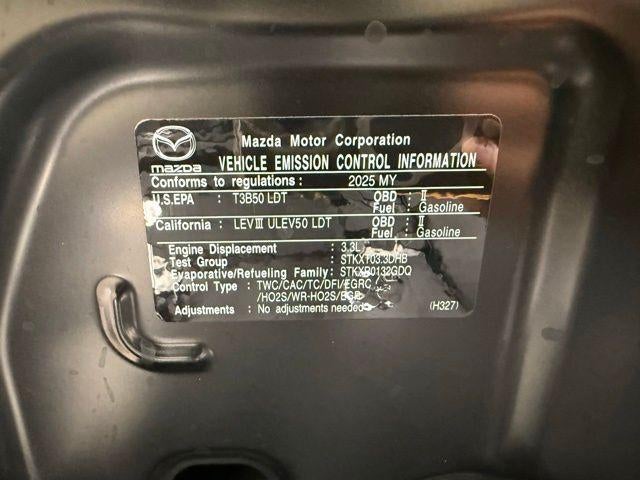 Mazda Motor Corporation
mazda VEHICLE EMISSION CONTROL INFORMATION
Conforms to regulations : 2025 MY
U.S.EPA : T3B50 LDT OBD : II
Fuel : Gasoline
California : LEVIII ULEV50 LDT OBD : II
Fuel : Gasoline
Engine Displacement : 3.3L
Test Group : STKXT03.3DHB
Evaporative/Refueling Family: STKXR0132GDQ
Control Type : TWC/CAC/TC/DFI/EGRC
/HO2S/WR-HO2S/EGR
Adjustments : No adjustments needed
(H327)